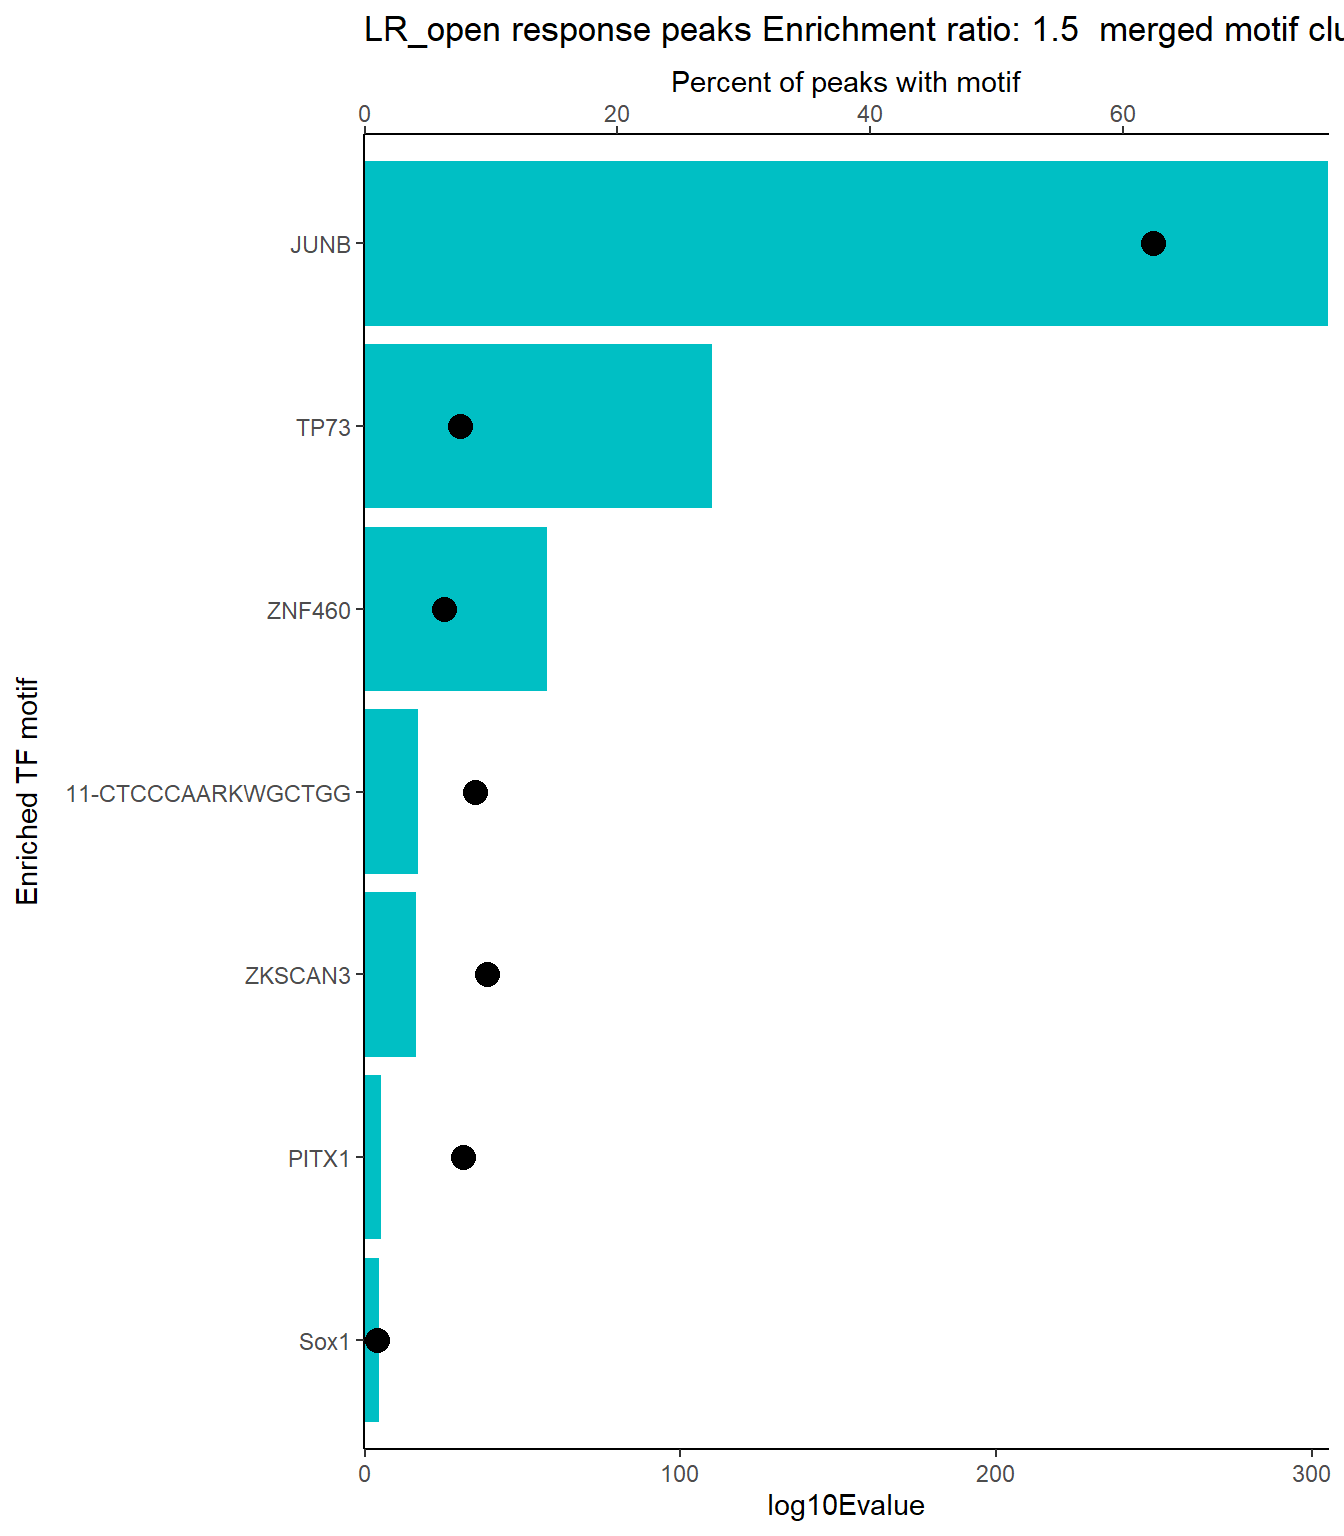 LR_open response peaks Enrichment ratio: 1.5 merged motif clu
Percent of peaks with motif
0 20 40 60
JUNB
TP73
ZNF460
11-CTCCCAARKWGCTGG
ZKSCAN3
PITX1
Sox1
Enriched TF motif
0 100 200 300
log10Evalue